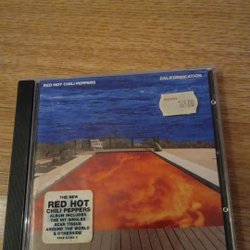 RED HOT CHILI PEPPERS
CALIFORNICATION
THE NEW
RED HOT
CHILI PEPPERS
ALBUM INCLUDES
THE HIT SINGLES
SCAR TISSUE
AROUND THE WORLD
& OTHERSIDE